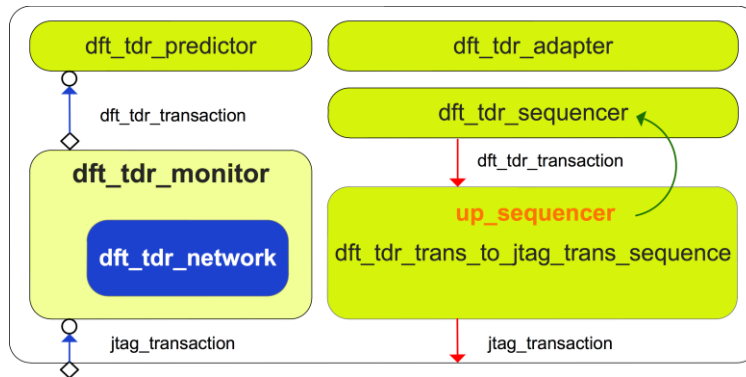 dft_tdr_predictor
dft_tdr_adapter
dft_tdr_transaction
dft_tdr_sequencer
dft_tdr_transaction
dft_tdr_monitor
up_sequencer
dft_tdr_network
dft_tdr_trans_to_jtag_trans_sequence
jtag_transaction
jtag_transaction